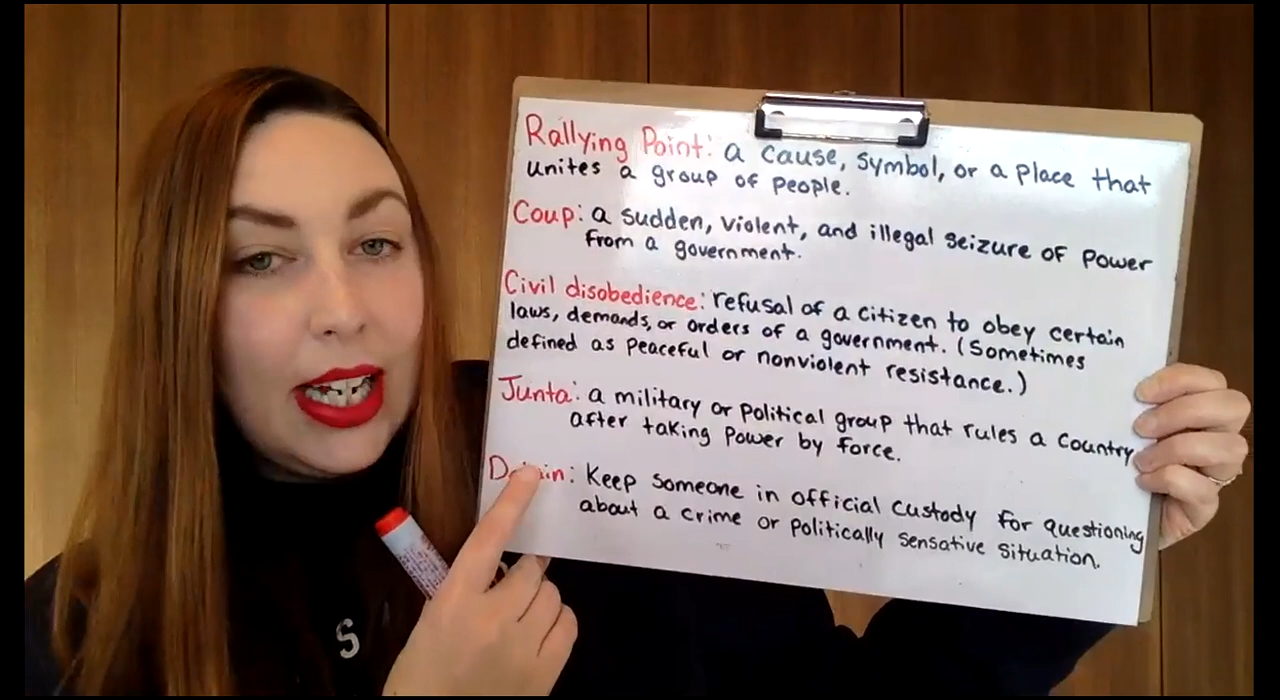 Rallying Point: a cause, symbol, or a place that
unites a group of people.
Coup: a sudden, violent, and illegal seizure of power
from a government.
Civil disobedience: refusal of a citizen to obey certain
laws, demands, or orders of a government. (Sometimes
defined as peaceful or nonviolent resistance.)
Junta: a military or political group that rules a country
after taking power by force.
: Keep someone in official custody for questioning
about a crime or politically sensative situation.
S